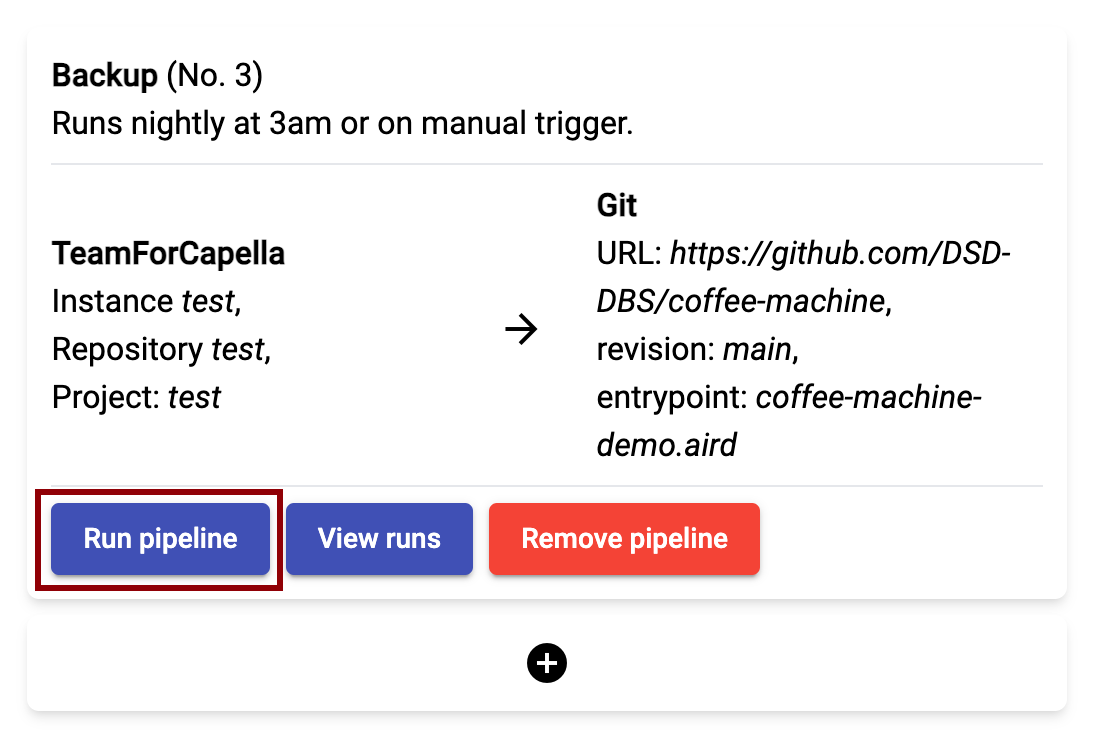 Backup (No. 3)
Runs nightly at 3am or on manual trigger.
TeamForCapella
Instance test,
Repository test,
Project: test
Git
URL: https://github.com/DSD-
DBS/coffee-machine,
revision: main,
entrypoint: coffee-machine-
demo.aird
Run pipeline
View runs
Remove pipeline